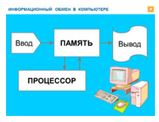 ИНФОРМАЦИОННЫЙ ОБМЕН В КОМПЬЮТЕРЕ
Ввод
ПАМЯТЬ
Вывод
ПРОЦЕССОР